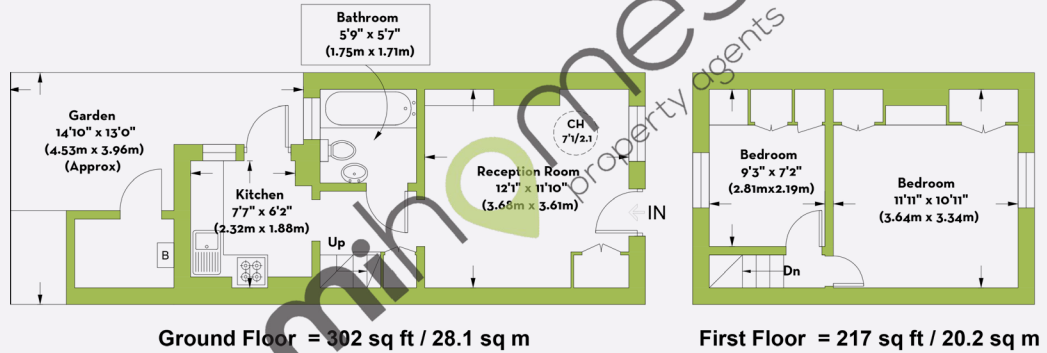 Bathroom
5'9" x 5'7"
(1.75m x 1.71m)
Garden
14'10" x 13'0"
(4.53m x 3.96m)
(Approx)
Kitchen
7'7" x 6'2"
(2.32m x 1.88m)
B
Up
CH
7'1/2.1
Reception Room
12'1" x 11'10"
(3.68m x 3.61m)
IN
Bedroom
9'3" x 7'2"
(2.81mx2.19m)
Bedroom
11'11" x 10'11"
(3.64m x 3.34m)
Dn
Ground Floor = 302 sq ft / 28.1 sq m
First Floor = 217 sq ft / 20.2 sq m
mihomes
property agents